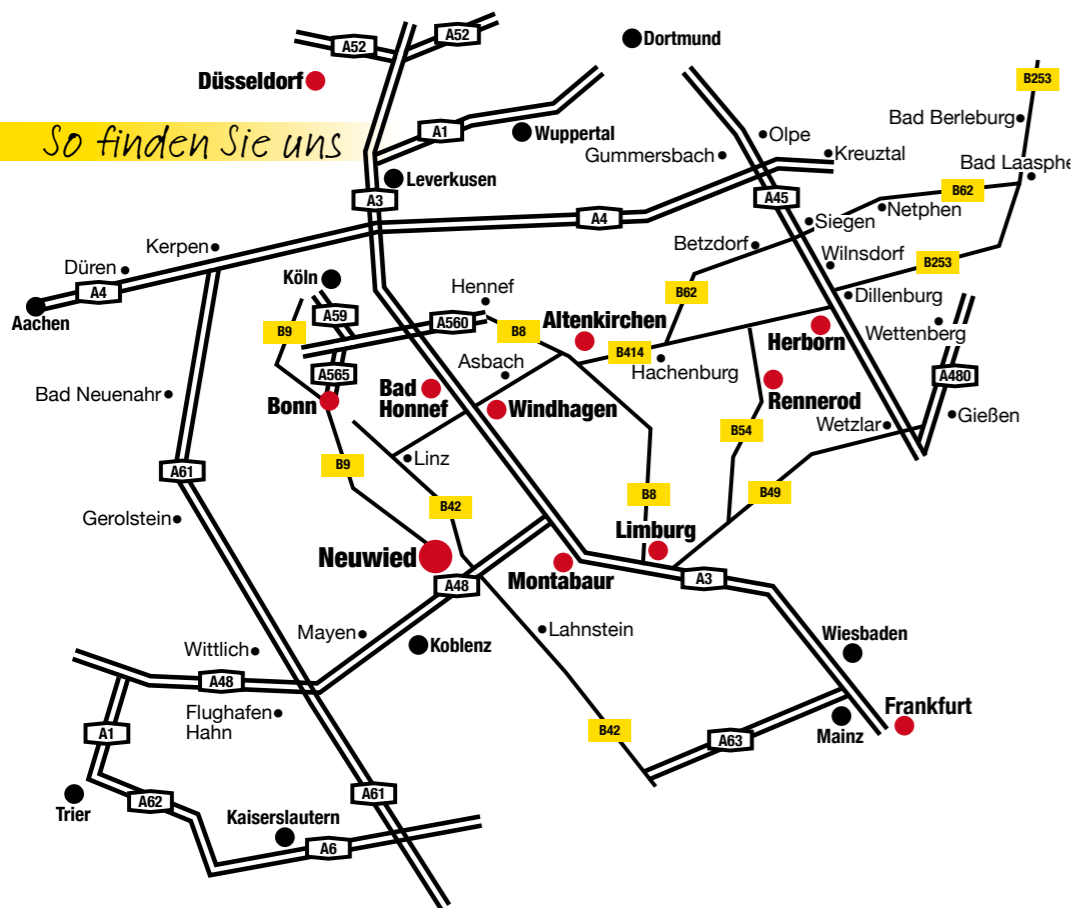 A52
A52
Dortmund
Düsseldorf
B253
Bad Berleburg
A1
Wuppertal
Olpe
So finden Sie uns
Gummersbach
Kreuztal
Bad Laasphe
Leverkusen
A3
A45
B62
Netphen
A4
Siegen
Kerpen
Betzdorf
Wilnsdorf
B253
Düren
A4
Köln
Hennef
B62
Dillenburg
Aachen
A59
A560
B9
B8
Altenkirchen
Herborn
Wettenberg
B414
Asbach
Hachenburg
A565
A480
Bad Neuenahr
Bad
Honnef
Rennerod
Bonn
Windhagen
Gießen
Wetzlar
B54
Linz
B9
A61
B42
B8
B49
Gerolstein
Limburg
Neuwied
Montabaur
A48
A3
Mayen
Koblenz
Lahnstein
Wiesbaden
Wittlich
A48
Flughafen
Hahn
Frankfurt
A1
B42
A63
Mainz
Trier
A62
A61
Kaiserslautern
A6